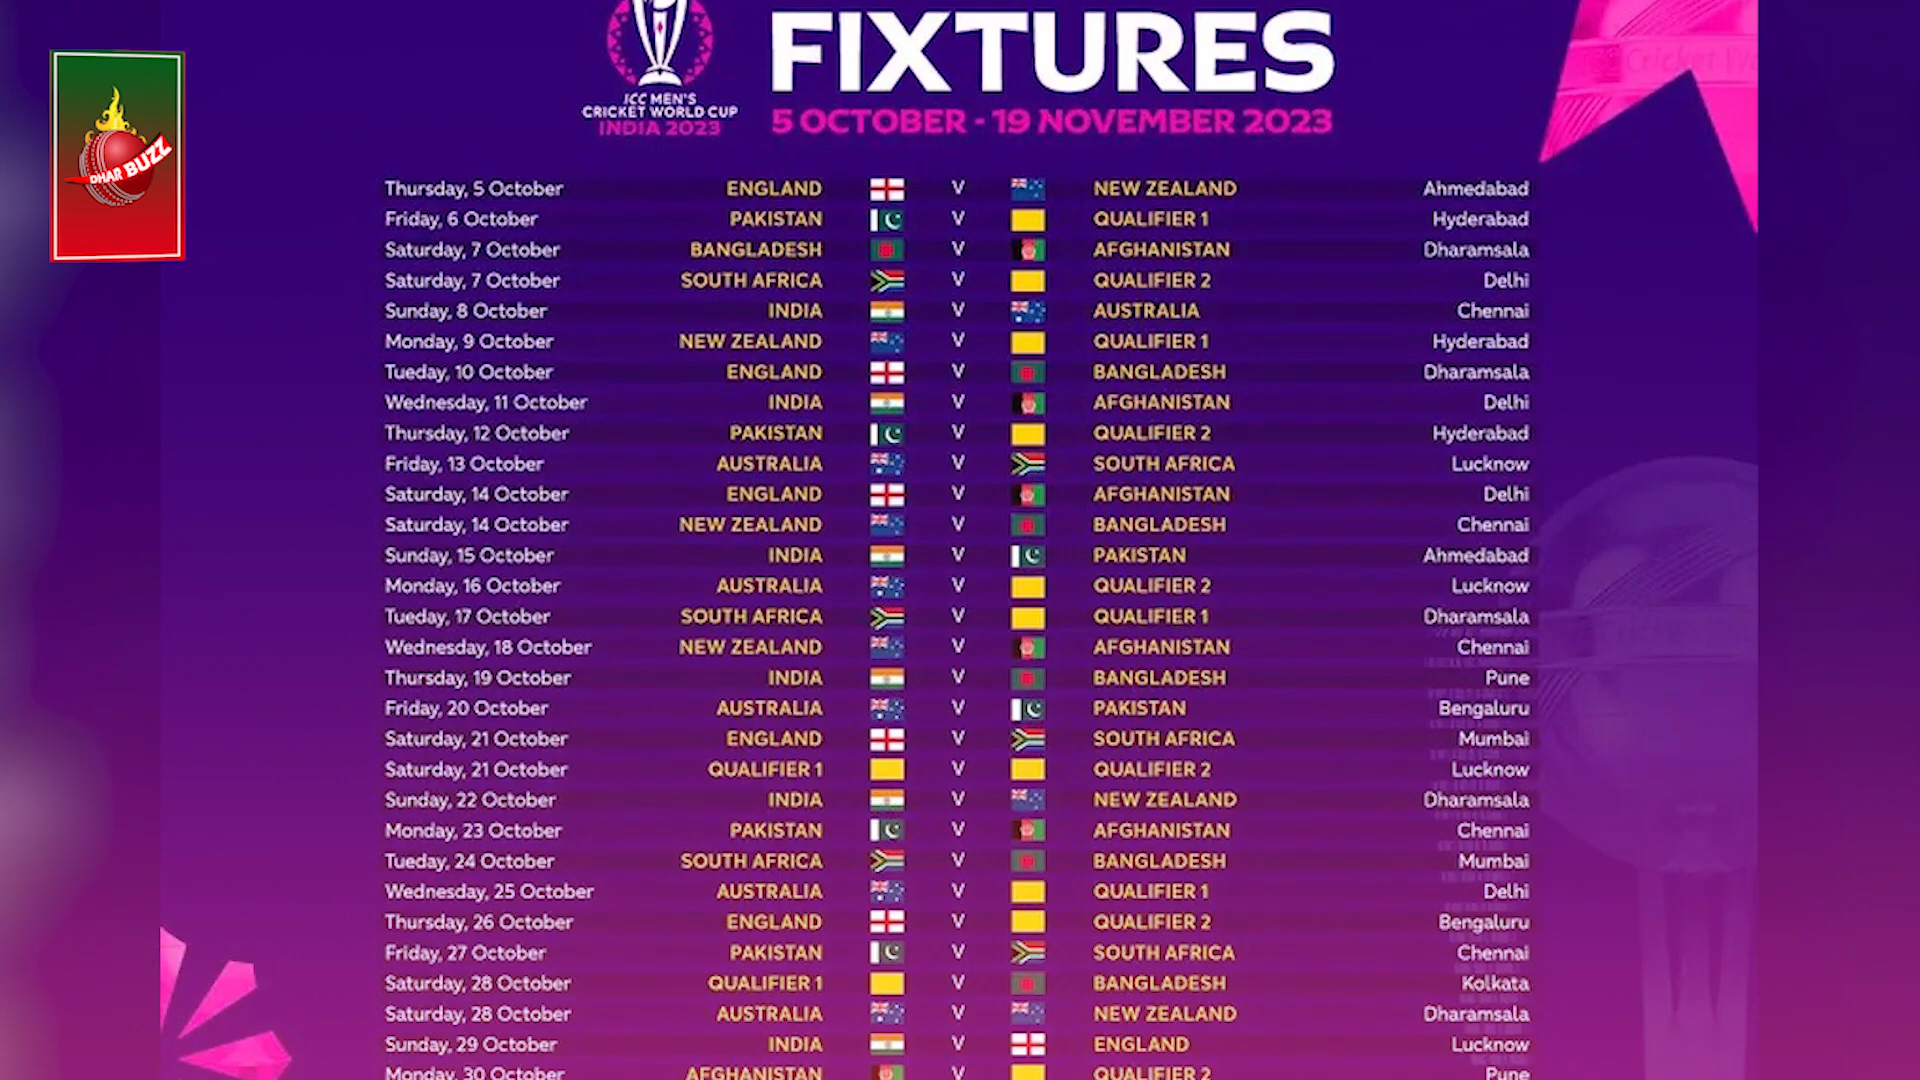 FIXTURES
ICC MEN'S
CRICKET WORLD CUP
INDIA 2023
5 OCTOBER - 19 NOVEMBER 2023
DHAR BUZZ
Thursday, 5 October ENGLAND V NEW ZEALAND Ahmedabad
Friday, 6 October PAKISTAN V QUALIFIER 1 Hyderabad
Saturday, 7 October BANGLADESH V AFGHANISTAN Dharamsala
Saturday, 7 October SOUTH AFRICA V QUALIFIER 2 Delhi
Sunday, 8 October INDIA V AUSTRALIA Chennai
Monday, 9 October NEW ZEALAND V QUALIFIER 1 Hyderabad
Tueday, 10 October ENGLAND V BANGLADESH Dharamsala
Wednesday, 11 October INDIA V AFGHANISTAN Delhi
Thursday, 12 October PAKISTAN V QUALIFIER 2 Hyderabad
Friday, 13 October AUSTRALIA V SOUTH AFRICA Lucknow
Saturday, 14 October ENGLAND V AFGHANISTAN Delhi
Saturday, 14 October NEW ZEALAND V BANGLADESH Chennai
Sunday, 15 October INDIA V PAKISTAN Ahmedabad
Monday, 16 October AUSTRALIA V QUALIFIER 2 Lucknow
Tueday, 17 October SOUTH AFRICA V QUALIFIER 1 Dharamsala
Wednesday, 18 October NEW ZEALAND V AFGHANISTAN Chennai
Thursday, 19 October INDIA V BANGLADESH Pune
Friday, 20 October AUSTRALIA V PAKISTAN Bengaluru
Saturday, 21 October ENGLAND V SOUTH AFRICA Mumbai
Saturday, 21 October QUALIFIER 1 V QUALIFIER 2 Lucknow
Sunday, 22 October INDIA V NEW ZEALAND Dharamsala
Monday, 23 October PAKISTAN V AFGHANISTAN Chennai
Tueday, 24 October SOUTH AFRICA V BANGLADESH Mumbai
Wednesday, 25 October AUSTRALIA V QUALIFIER 1 Delhi
Thursday, 26 October ENGLAND V QUALIFIER 2 Bengaluru
Friday, 27 October PAKISTAN V SOUTH AFRICA Chennai
Saturday, 28 October QUALIFIER 1 V BANGLADESH Kolkata
Saturday, 28 October AUSTRALIA V NEW ZEALAND Dharamsala
Sunday, 29 October INDIA V ENGLAND Lucknow
Monday, 30 October AFGHANISTAN V QUALIFIER 2 Pune